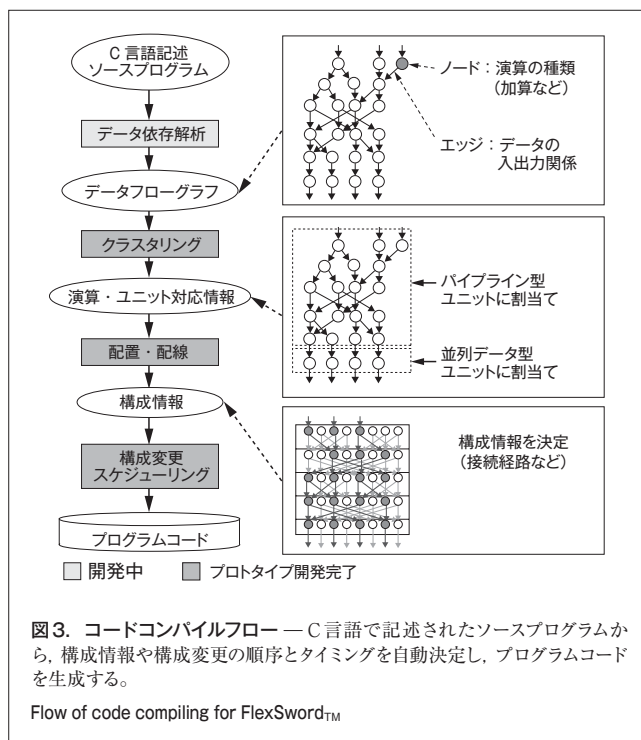 C 言語記述
ソースプログラム
データ依存解析
データフローグラフ
クラスタリング
演算・ユニット対応情報
配置・配線
構成情報
構成変更
スケジューリング
プログラムコード
開発中
プロトタイプ開発完了
ノード：演算の種類
（加算など）
エッジ：データの
入出力関係
パイプライン型
ユニットに割当て
並列データ型
ユニットに割当て
構成情報を決定
（接続経路など）
図3. コードコンパイルフロー ― C 言語で記述されたソースプログラムか
ら，構成情報や構成変更の順序とタイミングを自動決定し，プログラムコード
を生成する。
Flow of code compiling for FlexSword™